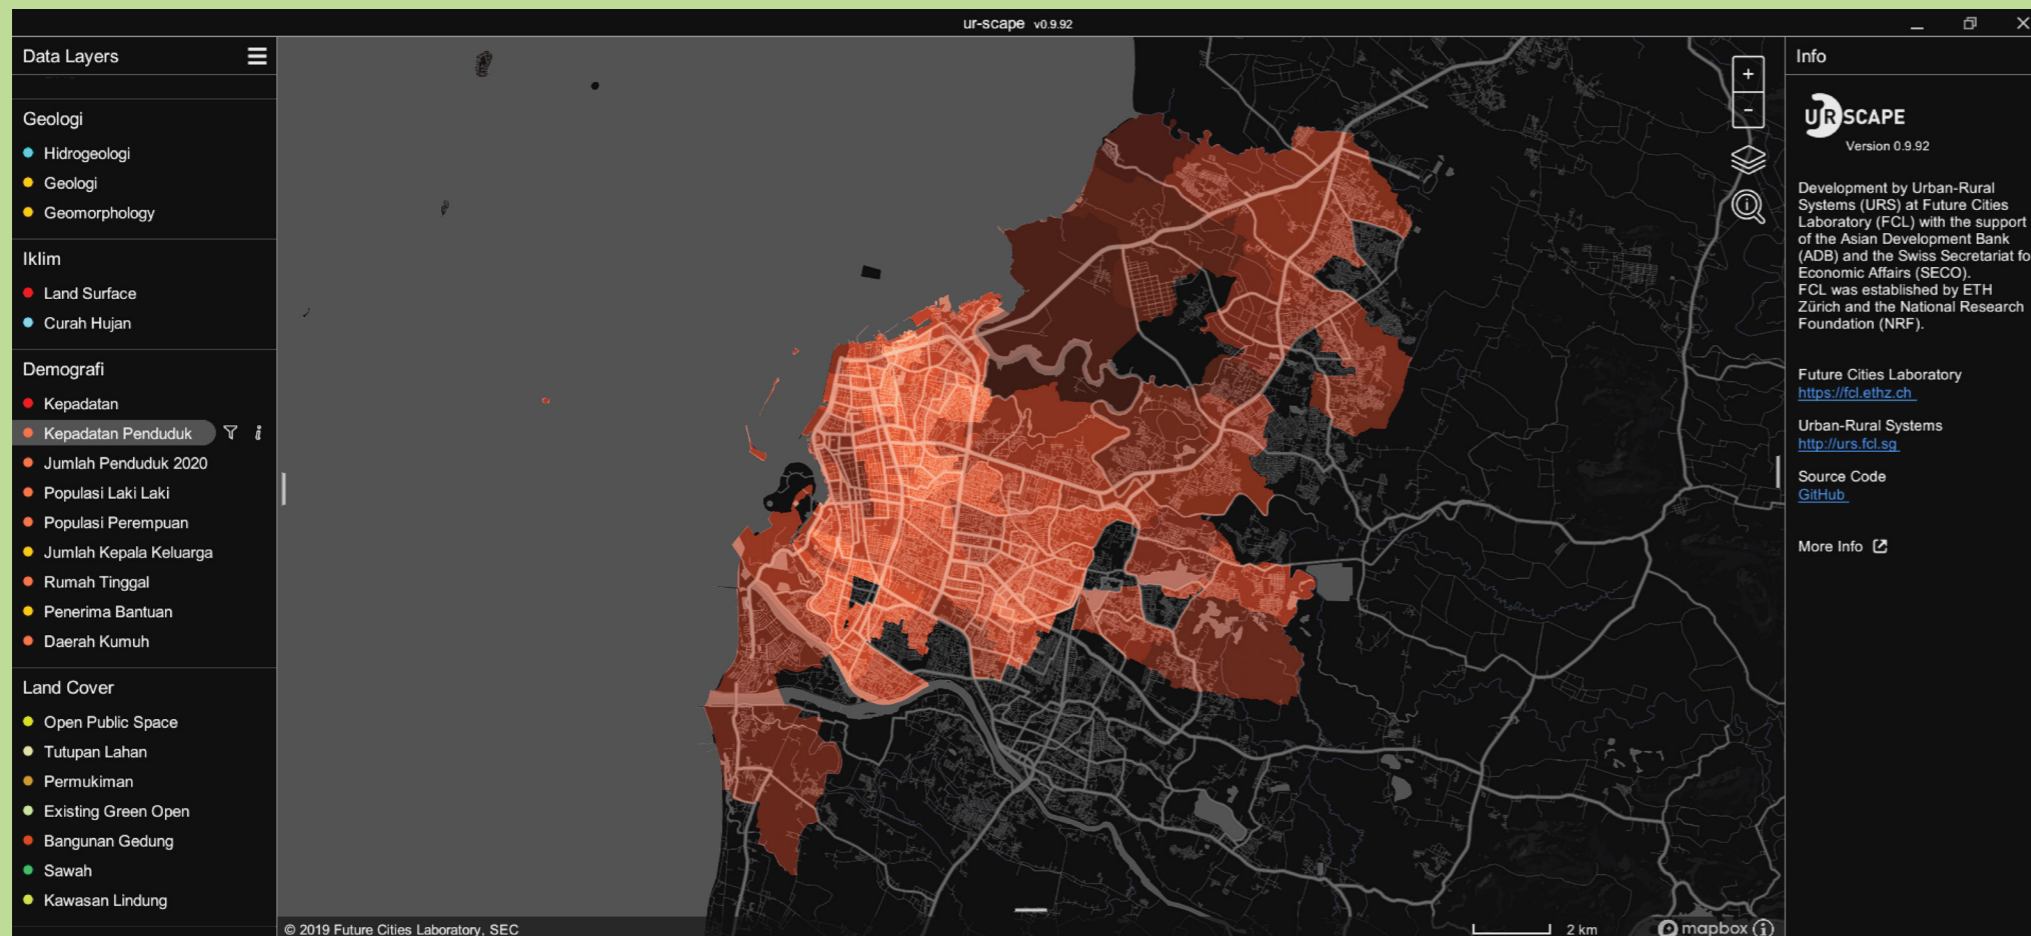 ur-scape v0.9.92
Data Layers
Geologi
Hidrogeologi
Geologi
Geomorphology
Iklim
Land Surface
Curah Hujan
Demografi
Kepadatan
Kepadatan Penduduk
Jumlah Penduduk 2020
Populasi Laki Laki
Populasi Perempuan
Jumlah Kepala Keluarga
Rumah Tinggal
Penerima Bantuan
Daerah Kumuh
Land Cover
Open Public Space
Tutupan Lahan
Permukiman
Existing Green Open
Bangunan Gedung
Sawah
Kawasan Lindung
© 2019 Future Cities Laboratory, SEC
2 km
mapbox
Info
URSCAPE
Version 0.9.92
Development by Urban-Rural
Systems (URS) at Future Cities
Laboratory (FCL) with the support
of the Asian Development Bank
(ADB) and the Swiss Secretariat fo
Economic Affairs (SECO).
FCL was established by ETH
Zürich and the National Research
Foundation (NRF).
Future Cities Laboratory
https://fcl.ethz.ch
Urban-Rural Systems
http://urs.fcl.sg
Source Code
GitHub
More Info